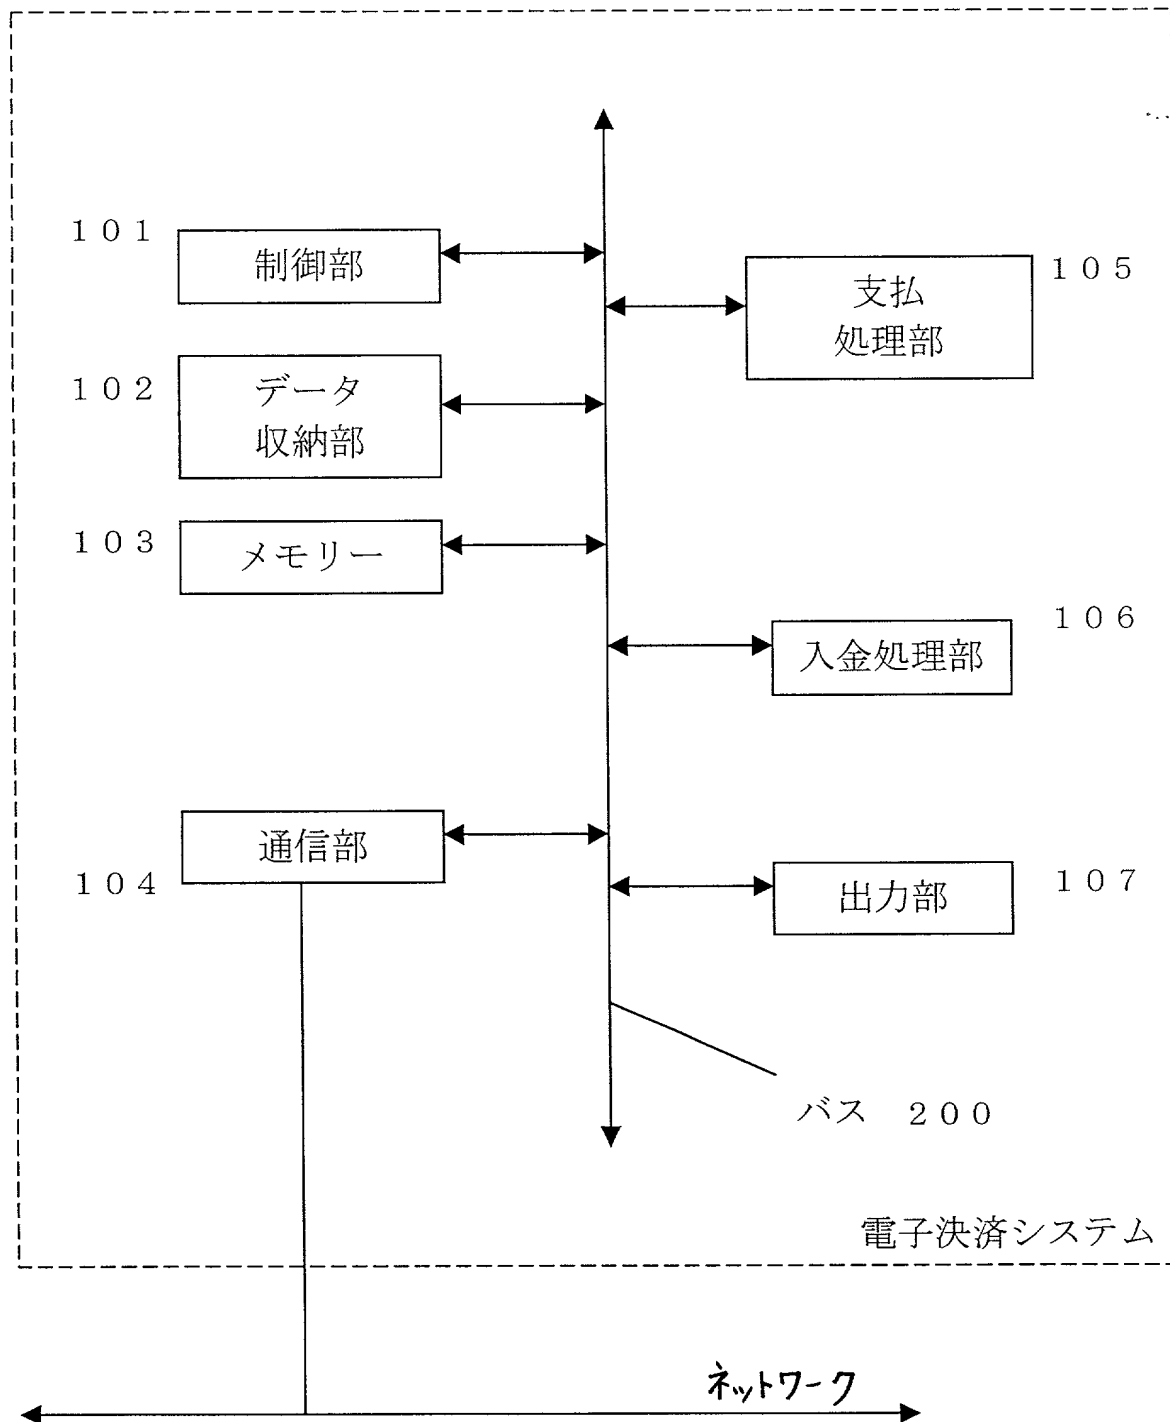 １０１
制御部
１０５
支払
処理部
１０２
データ
収納部
１０３
メモリー
１０６
入金処理部
通信部
１０４
出力部
１０７
バス　２００
電子決済システム
ネットワーク